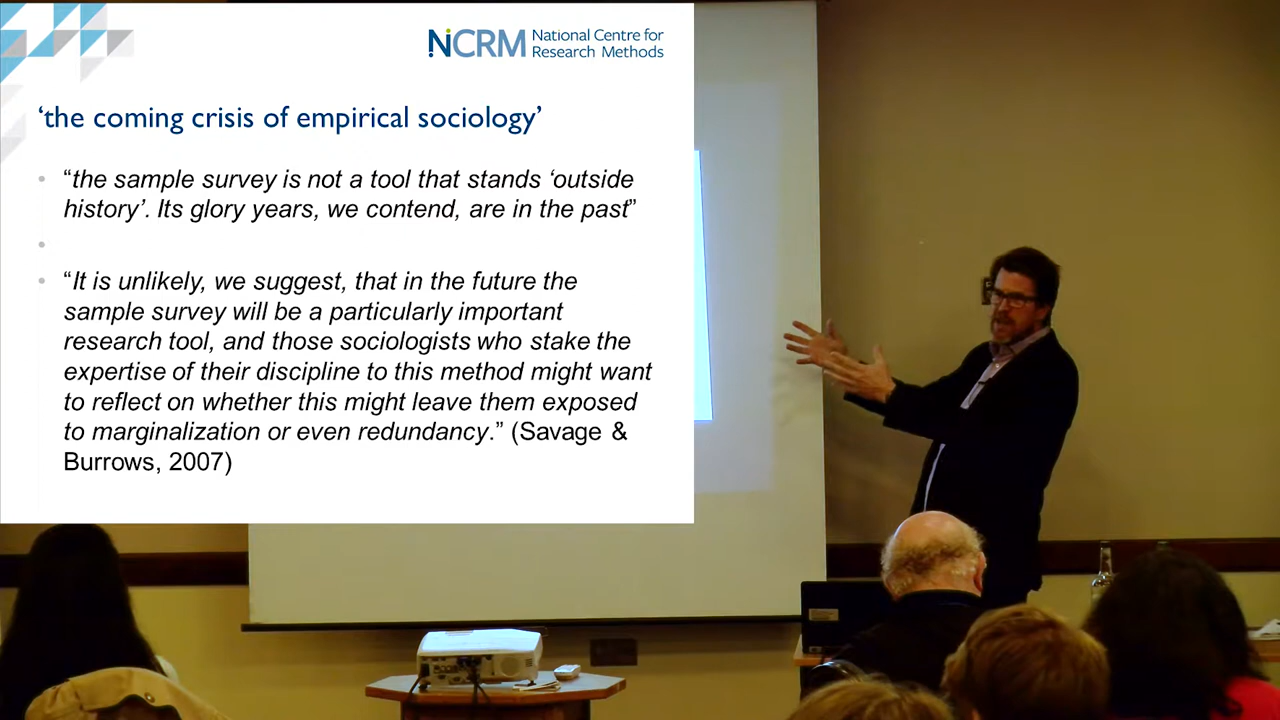 NCRM National Centre for
Research Methods
‘the coming crisis of empirical sociology’
“the sample survey is not a tool that stands ‘outside
history’. Its glory years, we contend, are in the past”
“It is unlikely, we suggest, that in the future the
sample survey will be a particularly important
research tool, and those sociologists who stake the
expertise of their discipline to this method might want
to reflect on whether this might leave them exposed
to marginalization or even redundancy.” (Savage &
Burrows, 2007)